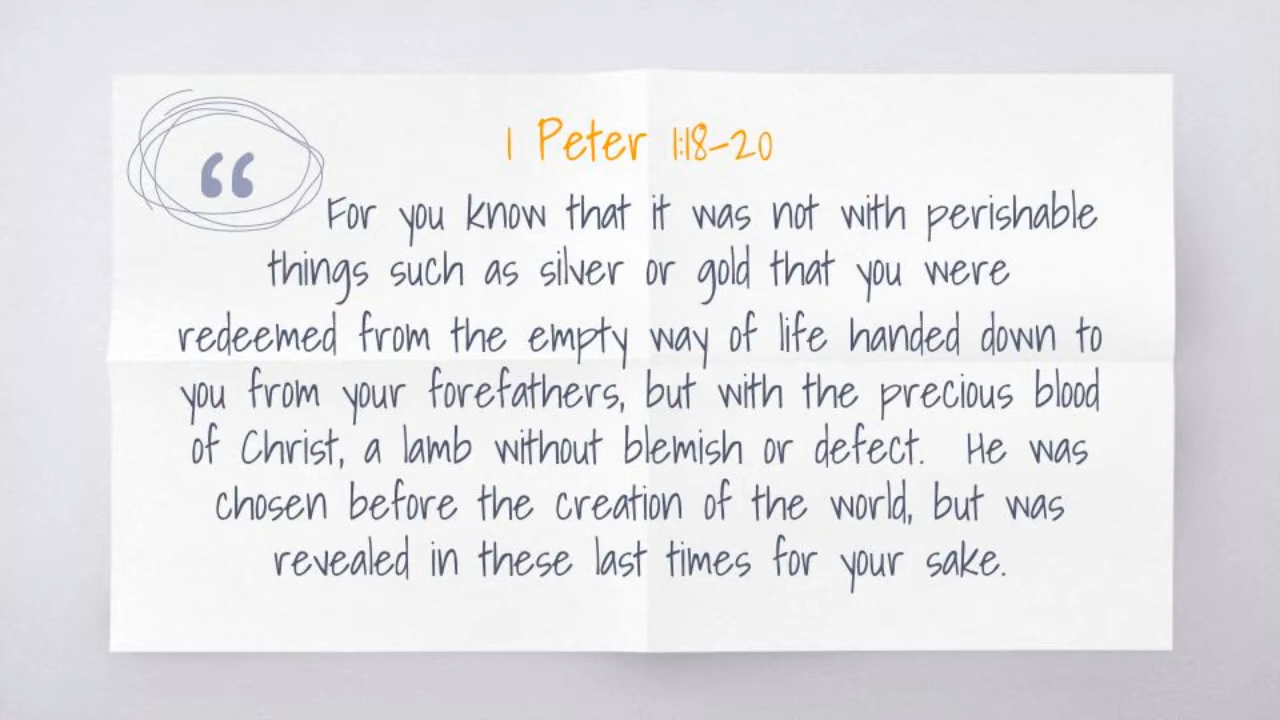 1 Peter 1:18-20
“
For you know that it was not with perishable
things such as silver or gold that you were
redeemed from the empty way of life handed down to
you from your forefathers, but with the precious blood
of Christ, a lamb without blemish or defect.  He was
chosen before the creation of the world, but was
revealed in these last times for your sake.